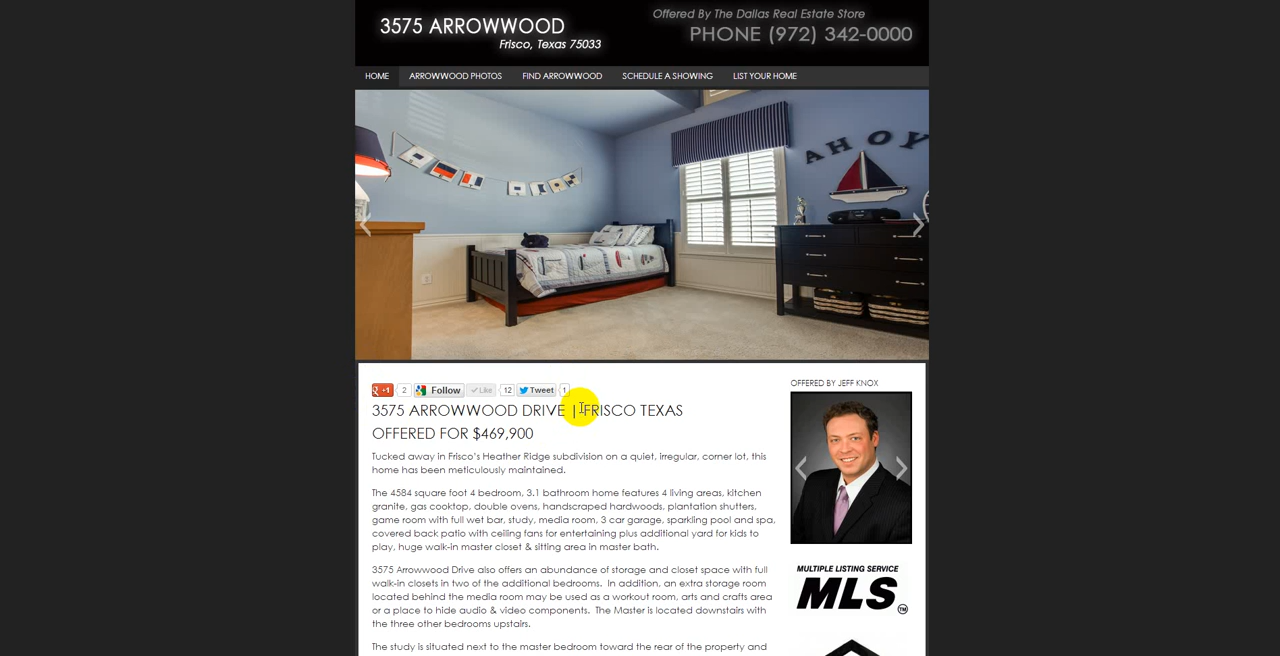 3575 ARROWWOOD
Frisco, Texas 75033
Offered By The Dallas Real Estate Store
PHONE (972) 342-0000
HOME ARROWWOOD PHOTOS FIND ARROWWOOD SCHEDULE A SHOWING LIST YOUR HOME
AHOY
+1 2 Follow Like 12 Tweet 1
3575 ARROWWOOD DRIVE | FRISCO TEXAS
OFFERED FOR $469,900
Tucked away in Frisco's Heather Ridge subdivision on a quiet, irregular, corner lot, this
home has been meticulously maintained.
The 4584 square foot 4 bedroom, 3.1 bathroom home features 4 living areas, kitchen
granite, gas cooktop, double ovens, handscraped hardwoods, plantation shutters,
game room with full wet bar, study, media room, 3 car garage, sparkling pool and spa,
covered back patio with ceiling fans for entertaining plus additional yard for kids to
play, huge walk-in master closet & sitting area in master bath.
3575 Arrowwood Drive also offers an abundance of storage and closet space with full
walk-in closets in two of the additional bedrooms. In addition, an extra storage room
located behind the media room may be used as a workout room, arts and crafts area
or a place to hide audio & video components. The Master is located downstairs with
the three other bedrooms upstairs.
The study is situated next to the master bedroom toward the rear of the property and
OFFERED BY JEFF KNOX
MULTIPLE LISTING SERVICE
MLS TM